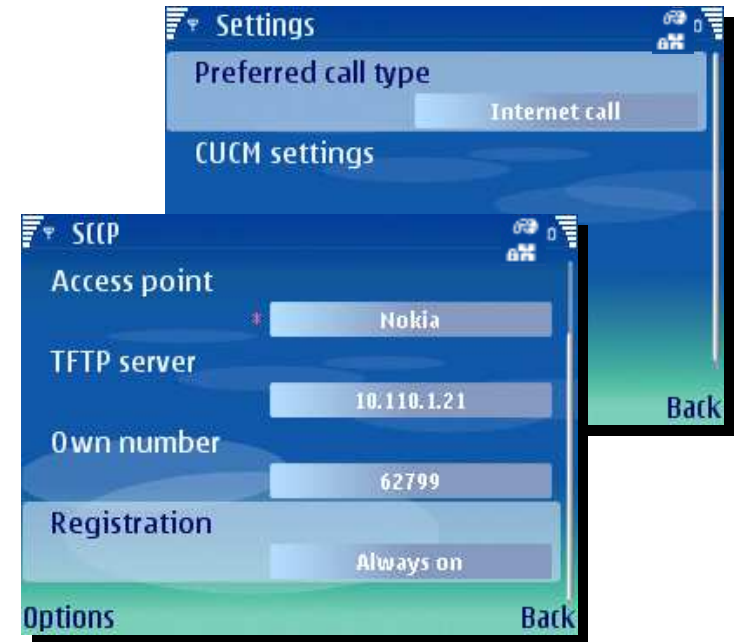 Settings
Preferred call type
Internet call
CUCM settings
Back
SCCP
Access point
* Nokia
TFTP server
10.110.1.21
Own number
62799
Registration
Always on
Options Back